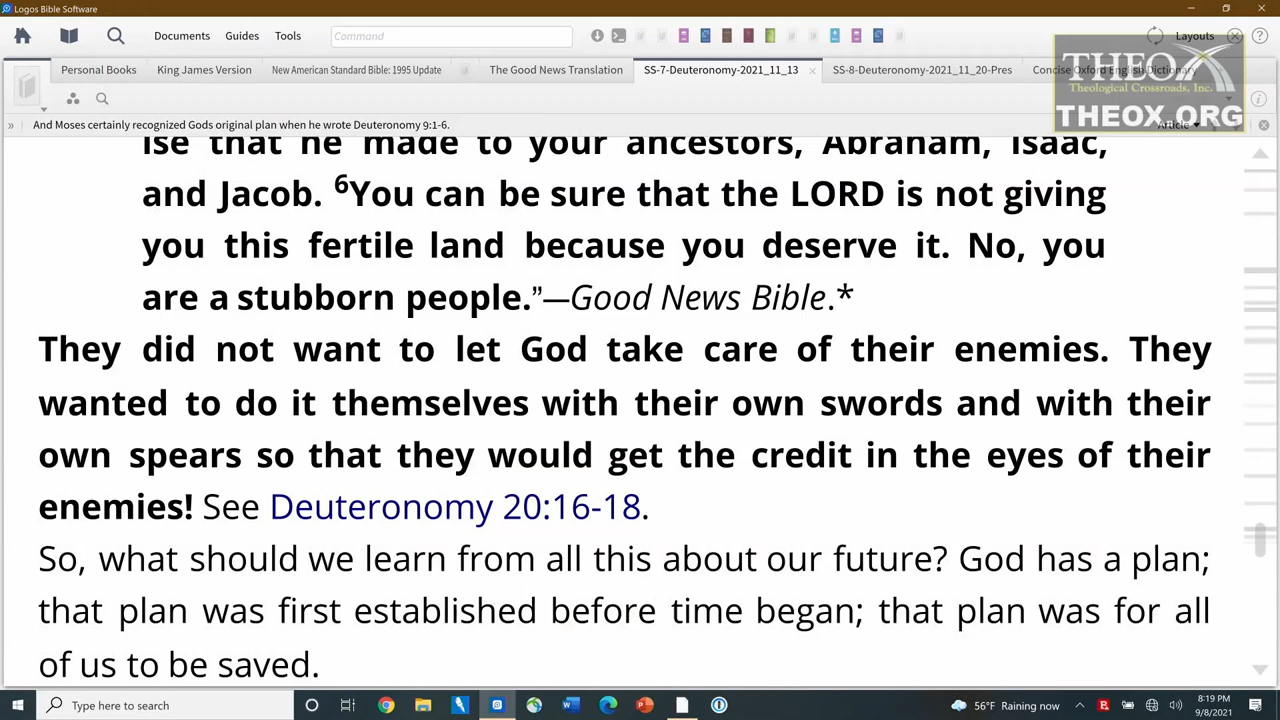 Logos Bible Software
Documents Guides Tools Command Layouts
Personal Books King James Version New American Standard The Good News Translation SS-7-Deuteronomy-2021_11_13 SS-8-Deuteronomy-2021_11_20-Pres Concise Oxford English Dictionary
THEOX
Theological Crossroads, Inc.
THEOX.ORG
» And Moses certainly recognized Gods original plan when he wrote Deuteronomy 9:1-6. Article
ise that he made to your ancestors, Abraham, Isaac,
and Jacob. ⁶You can be sure that the LORD is not giving
you this fertile land because you deserve it. No, you
are a stubborn people.”—Good News Bible.*
They did not want to let God take care of their enemies. They
wanted to do it themselves with their own swords and with their
own spears so that they would get the credit in the eyes of their
enemies! See Deuteronomy 20:16-18.
So, what should we learn from all this about our future? God has a plan;
that plan was first established before time began; that plan was for all
of us to be saved.
Type here to search 56°F Raining now 8:19 PM
9/8/2021